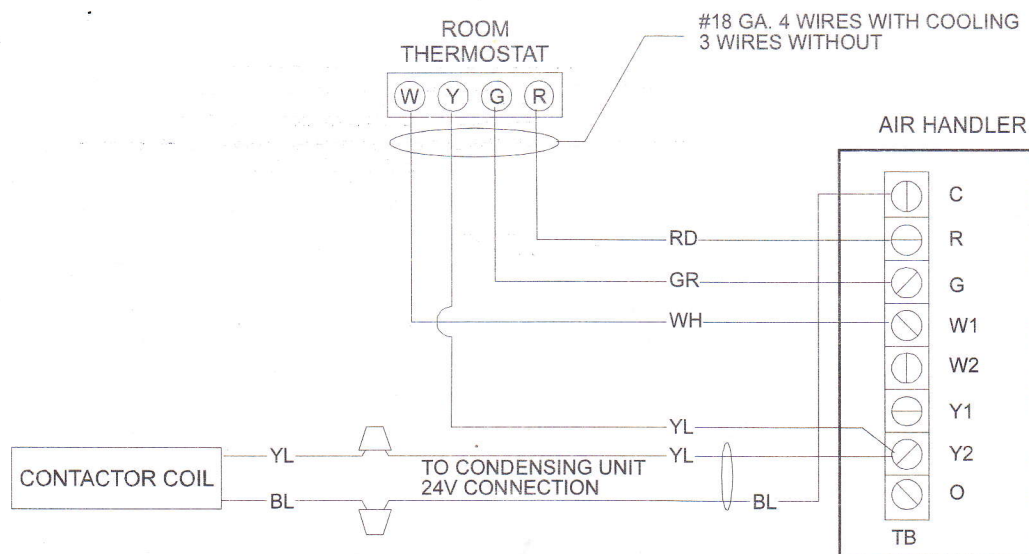 ROOM
THERMOSTAT
#18 GA. 4 WIRES WITH COOLING
3 WIRES WITHOUT
W Y G R
AIR HANDLER
C
RD R
GR G
WH W1
W2
Y1
YL
YL YL Y2
CONTACTOR COIL
TO CONDENSING UNIT
24V CONNECTION
BL BL O
TB